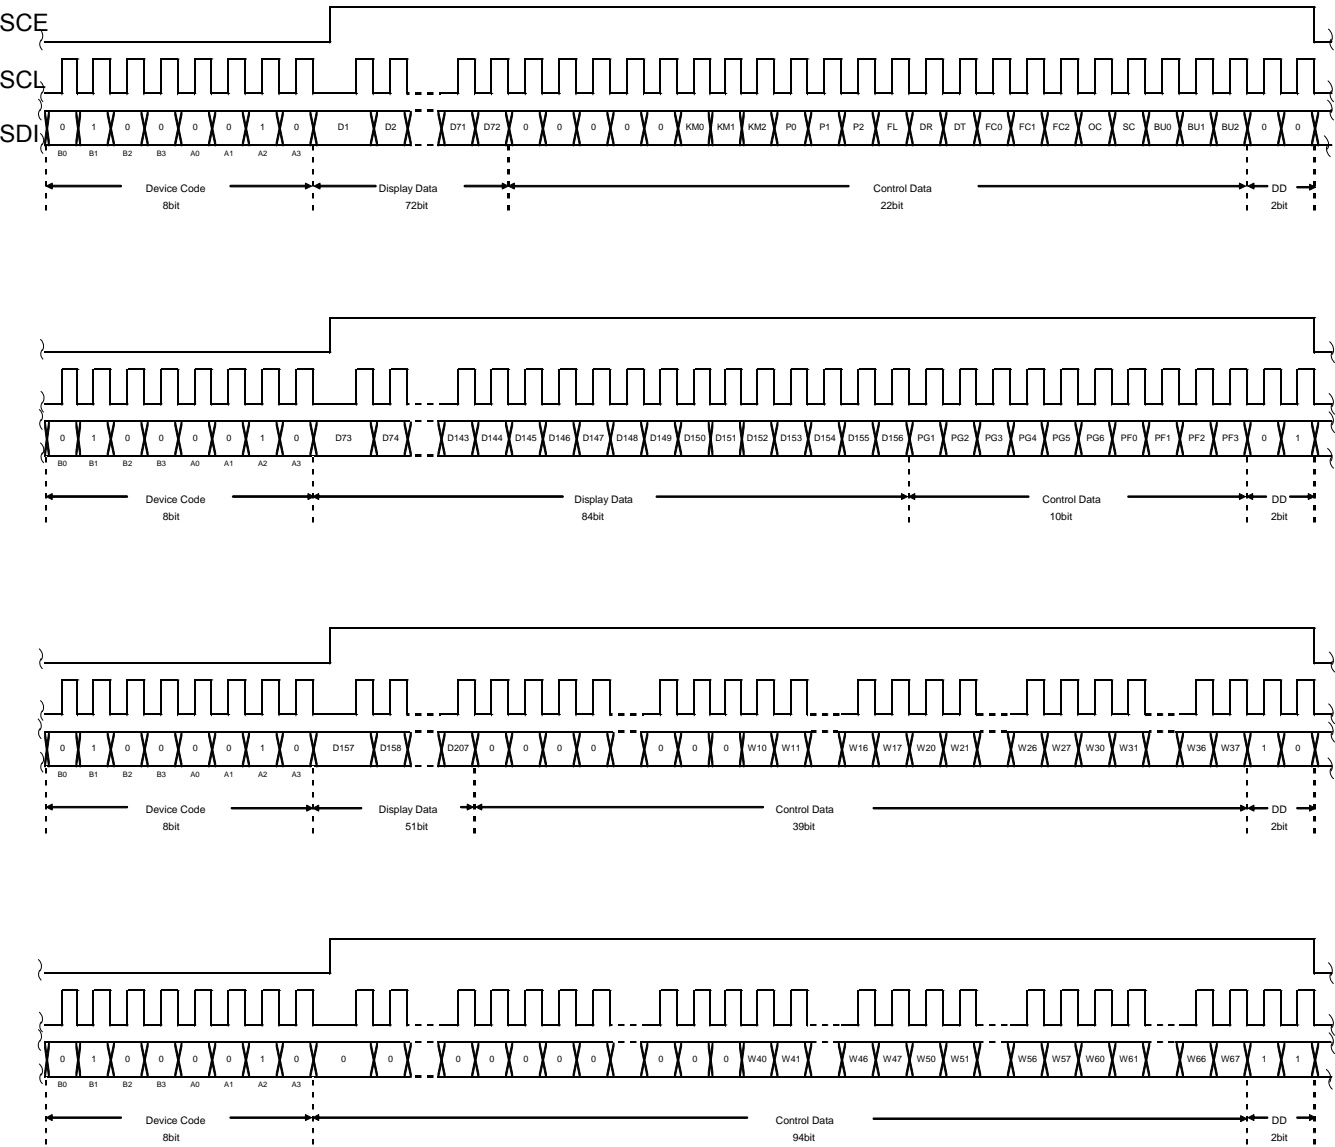 SCE
SCL
SDI
0 1 0 0 0 0 1 0 D1 D2 D71 D72 0 0 0 0 0 KM0 KM1 KM2 P0 P1 P2 FL DR DT FC0 FC1 FC2 OC SC BU0 BU1 BU2 0 0
B0 B1 B2 B3 A0 A1 A2 A3
Device Code Display Data Control Data DD
8bit 72bit 22bit 2bit
0 1 0 0 0 0 1 0 D73 D74 D143 D144 D145 D146 D147 D148 D149 D150 D151 D152 D153 D154 D155 D156 PG1 PG2 PG3 PG4 PG5 PG6 PF0 PF1 PF2 PF3 0 1
B0 B1 B2 B3 A0 A1 A2 A3
Device Code Display Data Control Data DD
8bit 84bit 10bit 2bit
0 1 0 0 0 0 1 0 D157 D158 D207 0 0 0 0 0 0 0 W10 W11 W16 W17 W20 W21 W26 W27 W30 W31 W36 W37 1 0
B0 B1 B2 B3 A0 A1 A2 A3
Device Code Display Data Control Data DD
8bit 51bit 39bit 2bit
0 1 0 0 0 0 1 0 0 0 0 0 0 0 0 0 0 0 W40 W41 W46 W47 W50 W51 W56 W57 W60 W61 W66 W67 1 1
B0 B1 B2 B3 A0 A1 A2 A3
Device Code Control Data DD
8bit 94bit 2bit